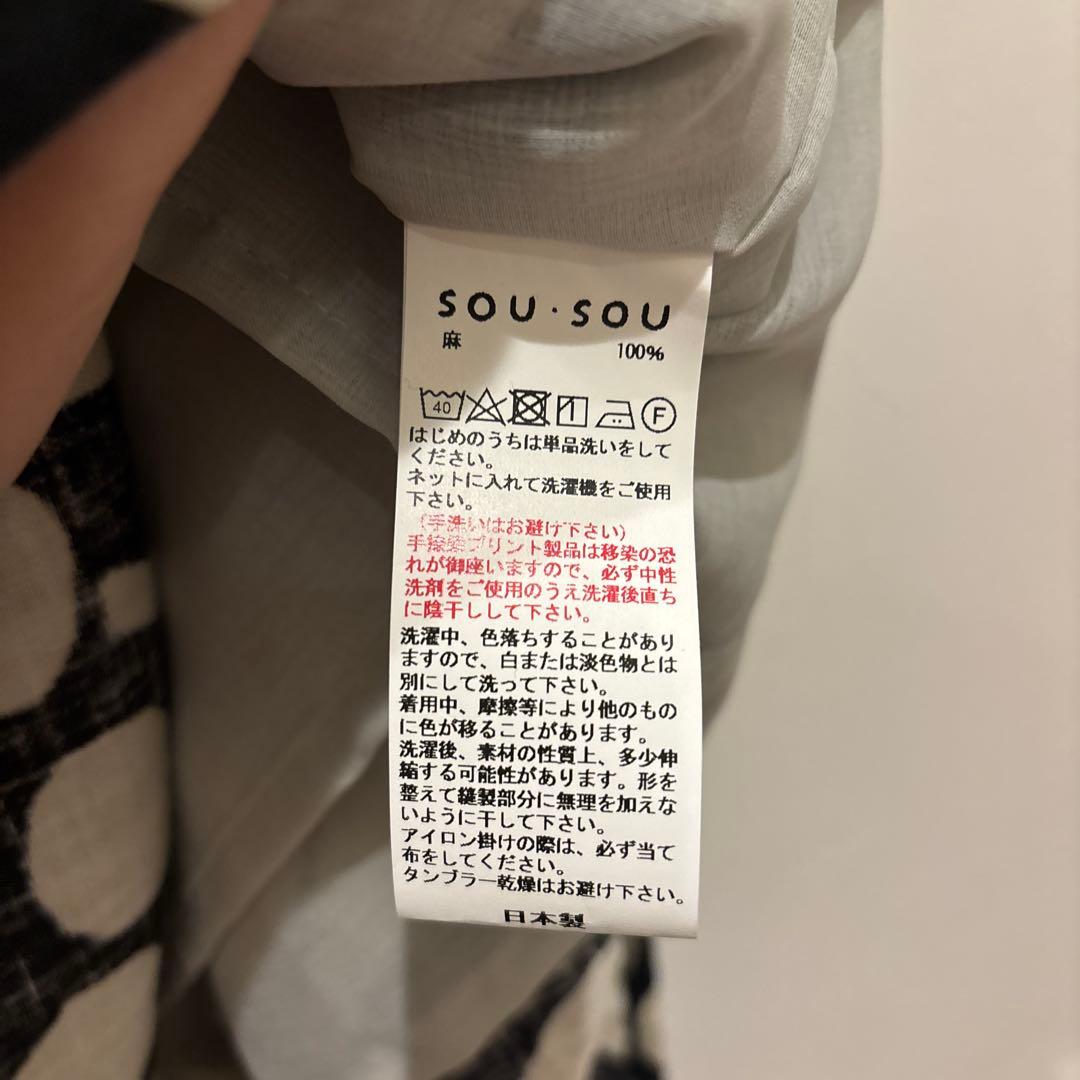 SOU・SOU
麻 100%
40 F
はじめのうちは単品洗いをして
ください。
ネットに入れて洗濯機をご使用
下さい。
(手洗いはお避け下さい)
手捺染プリント製品は移染の恐
れが御座いますので、必ず中性
洗剤をご使用のうえ洗濯後直ち
に陰干しして下さい。
洗濯中、色落ちすることがあり
ますので、白または淡色物とは
別にして洗って下さい。
着用中、摩擦等により他のもの
に色が移ることがあります。
洗濯後、素材の性質上、多少伸
縮する可能性があります。形を
整えて縫製部分に無理を加えな
いように干して下さい。
アイロン掛けの際は、必ず当て
布をしてください。
タンブラー乾燥はお避け下さい。
日本製